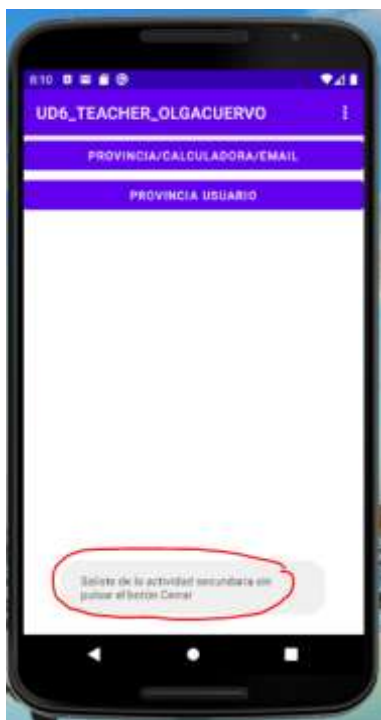 8:10
UD6_TEACHER_OLGACUERVO
PROVINCIA/CALCULADORA/EMAIL
PROVINCIA USUARIO
Saliste de la actividad secundaria sin
pulsar el botón Cerrar